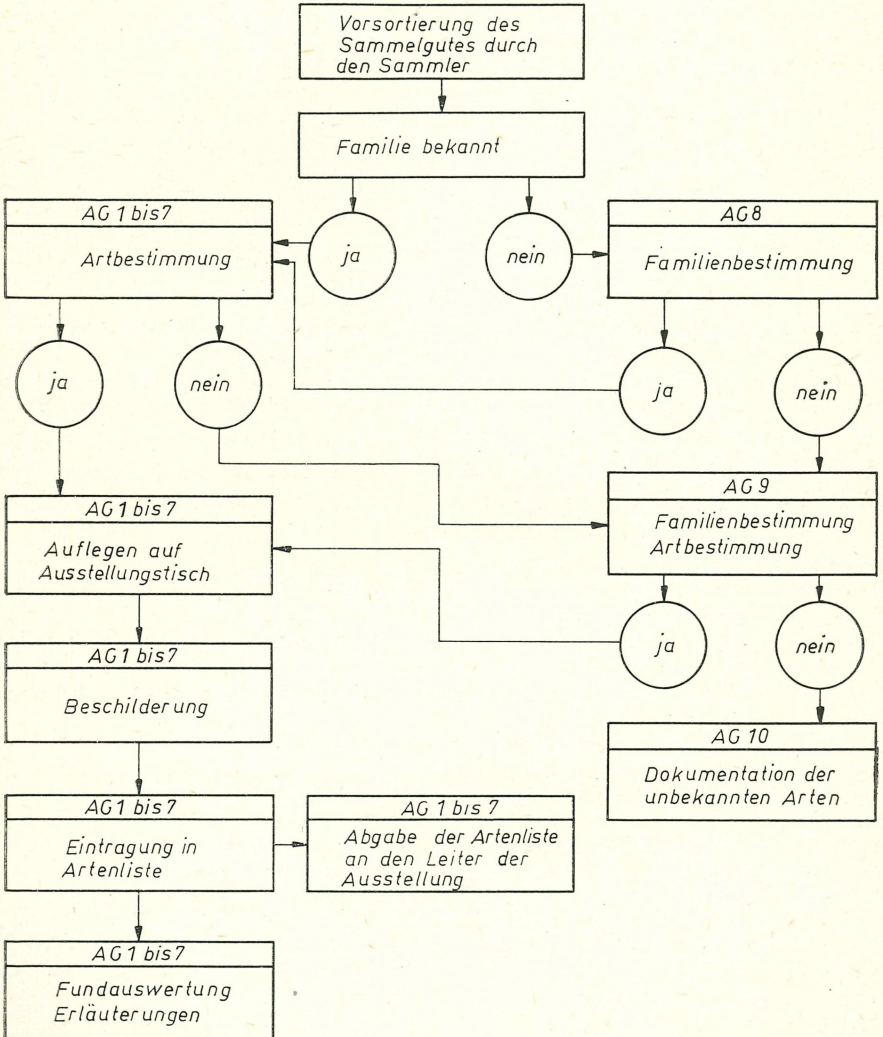 Vorsortierung des
Sammelgutes durch
den Sammler
Familie bekannt
ja
nein
AG 1 bis 7
Artbestimmung
AG 8
Familienbestimmung
ja
nein
ja
nein
AG 1 bis 7
Auflegen auf
Ausstellungstisch
AG 9
Familienbestimmung
Artbestimmung
ja
nein
AG 1 bis 7
Beschilderung
AG 10
Dokumentation der
unbekannten Arten
AG 1 bis 7
Eintragung in
Artenliste
AG 1 bis 7
Abgabe der Artenliste
an den Leiter der
Ausstellung
AG 1 bis 7
Fundauswertung
Erläuterungen